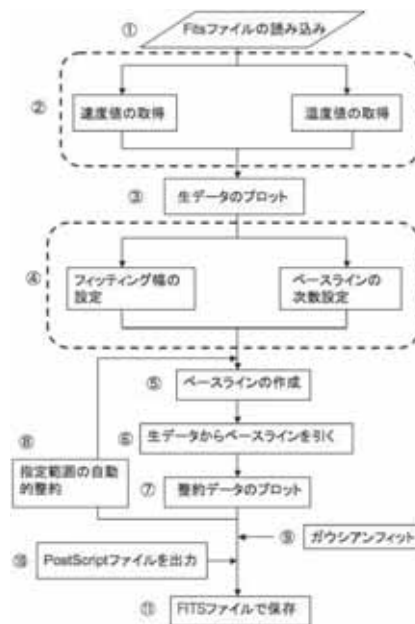 ① Fitsファイルの読み込み
②
速度値の取得
温度値の取得
③ 生データのプロット
④
フィッティング幅の
設定
ベースラインの
次数設定
⑤ ベースラインの作成
⑥ 生データからベースラインを引く
⑧
指定範囲の自動
的整約
⑦ 整約データのプロット
⑨ ガウシアンフィット
⑩ PostScriptファイルを出力
⑪ FITSファイルで保存